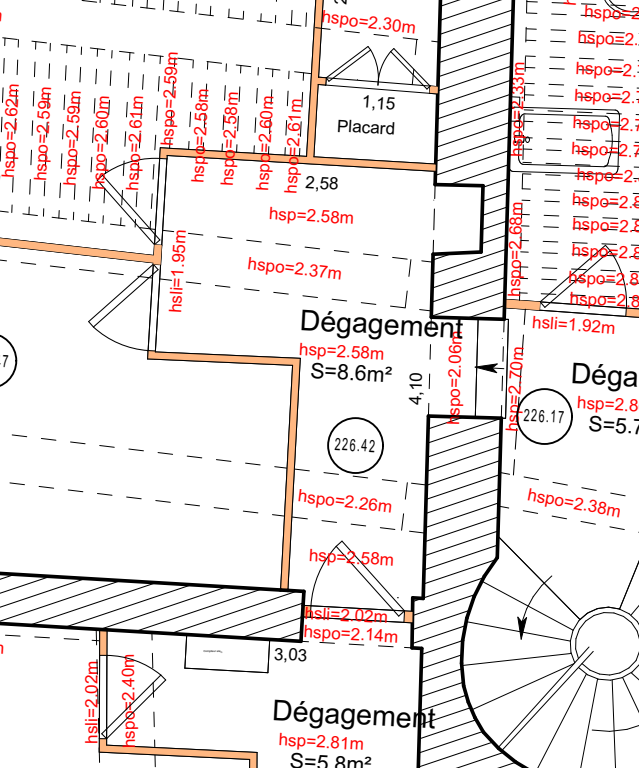 hspo=2.30m
hspo=2.62m
hspo=2.59m
hspo=2.59m
hspo=2.60m
hspo=2.61m
hspo=2.59m
hspo=2.58m
hspo=2.58m
hspo=2.60m
hspo=2.61m
1,15
Placard
2,58
hsp=2.58m
hspo=2.37m
hsli=1.95m
hspo=2.33m
hspo=2.68m
hsli=1.92m
Dégagement
hsp=2.58m
S=8.6m²
4,10
hspo=2.06m
hspo=2.70m
226.42
226.17
Déga
hsp=2.8
S=5.7
hspo=2.26m
hspo=2.38m
hsp=2.58m
hsli=2.02m
hspo=2.14m
3,03
hsli=2.02m
hspo=2.40m
Dégagement
hsp=2.81m
S=5.8m²